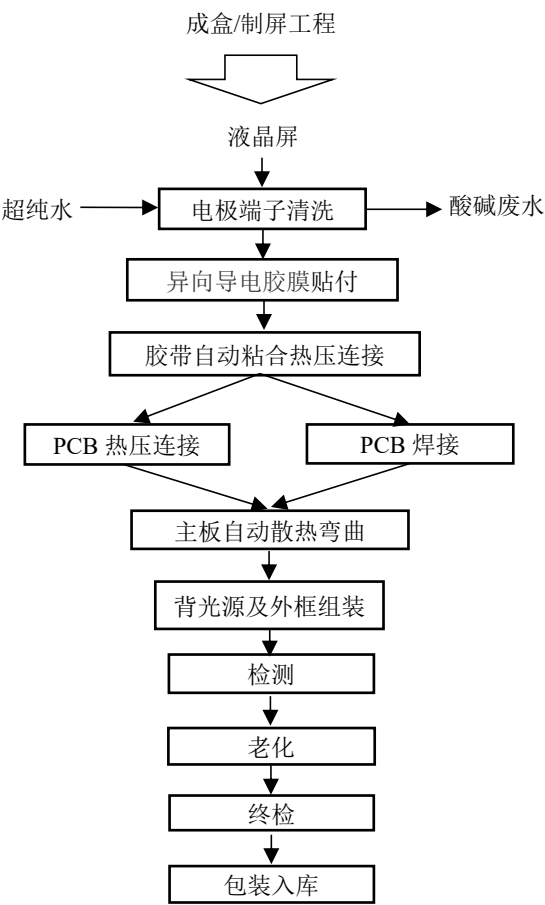 成盒/制屏工程
液晶屏
超纯水
电极端子清洗
酸碱废水
异向导电胶膜贴付
胶带自动粘合热压连接
PCB 热压连接
PCB 焊接
主板自动散热弯曲
背光源及外框组装
检测
老化
终检
包装入库